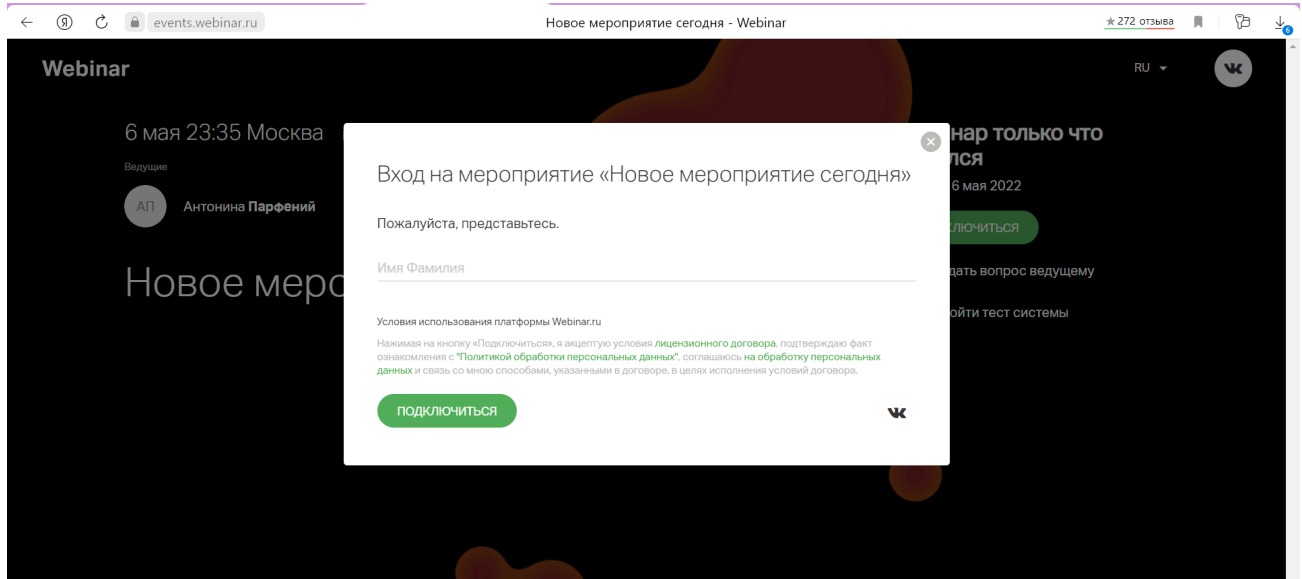 events.webinar.ru
Новое мероприятие сегодня - Webinar
★ 272 отзыва
6
Webinar
RU
6 мая 23:35 Москва
Ведущие
АП
Антонина Парфений
Новое меро
нар только что
лся
6 мая 2022
ключиться
дать вопрос ведущему
ойти тест системы
Вход на мероприятие «Новое мероприятие сегодня»
Пожалуйста, представьтесь.
Имя Фамилия
Условия использования платформы Webinar.ru
Нажимая на кнопку «Подключиться», я акцептую условия лицензионного договора, подтверждаю факт
ознакомления с "Политикой обработки персональных данных", соглашаюсь на обработку персональных
данных и связь со мною способами, указанными в договоре, в целях исполнения условий договора.
ПОДКЛЮЧИТЬСЯ